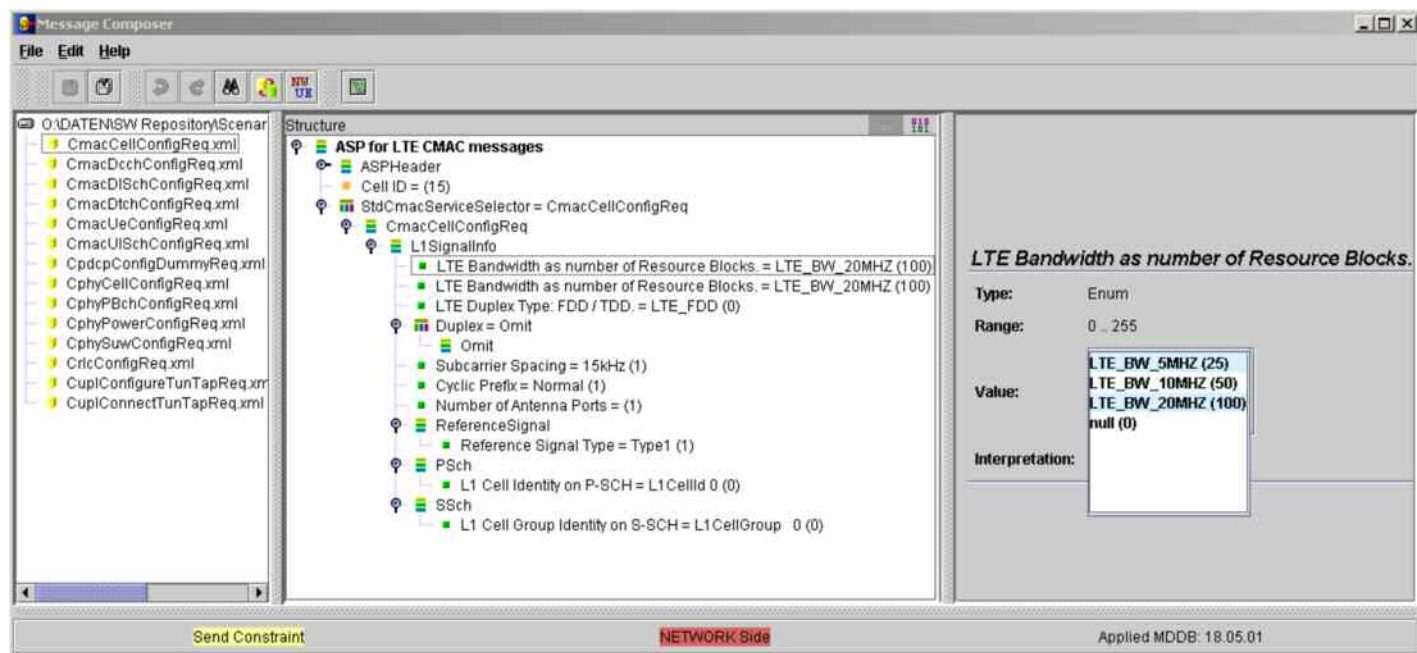 Message Composer
File Edit Help
NW
UE
O:\DATEN\SW Repository\Scenar
CmacCellConfigReq.xml
CmacDcchConfigReq.xml
CmacDlSchConfigReq.xml
CmacDtchConfigReq.xml
CmacUeConfigReq.xml
CmacUlSchConfigReq.xml
CpdcpConfigDummyReq.xml
CphyCellConfigReq.xml
CphyPBchConfigReq.xml
CphyPowerConfigReq.xml
CphySuwConfigReq.xml
CrlcConfigReq.xml
CuplConfigureTunTapReq.xm
CuplConnectTunTapReq.xml
Structure
ASP for LTE CMAC messages
ASPHeader
Cell ID = (15)
StdCmacServiceSelector = CmacCellConfigReq
CmacCellConfigReq
L1SignalInfo
LTE Bandwidth as number of Resource Blocks. = LTE_BW_20MHZ (100)
LTE Bandwidth as number of Resource Blocks. = LTE_BW_20MHZ (100)
LTE Duplex Type: FDD / TDD. = LTE_FDD (0)
Duplex = Omit
Omit
Subcarrier Spacing = 15kHz (1)
Cyclic Prefix = Normal (1)
Number of Antenna Ports = (1)
ReferenceSignal
Reference Signal Type = Type1 (1)
PSch
L1 Cell Identity on P-SCH = L1CellId 0 (0)
SSch
L1 Cell Group Identity on S-SCH = L1CellGroup 0 (0)
LTE Bandwidth as number of Resource Blocks.
Type: Enum
Range: 0 .. 255
Value:
LTE_BW_5MHZ (25)
LTE_BW_10MHZ (50)
LTE_BW_20MHZ (100)
null (0)
Interpretation:
Send Constraint
NETWORK Side
Applied MDDB: 18.05.01